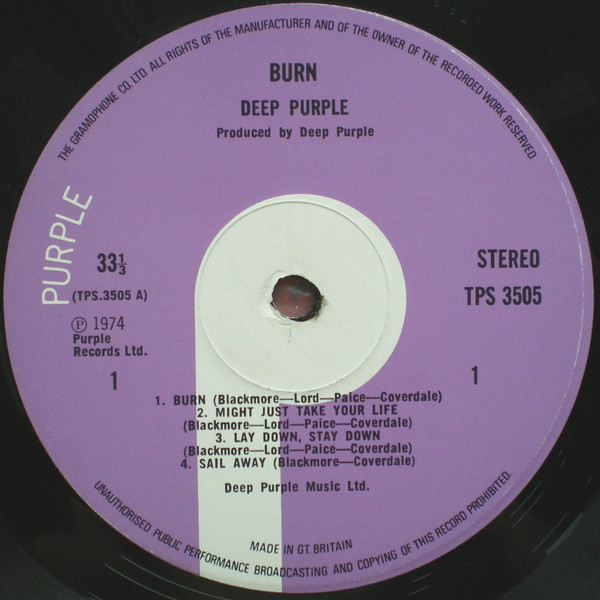 THE GRAMOPHONE CO. LTD. ALL RIGHTS OF THE MANUFACTURER AND OF THE OWNER OF THE RECORDED WORK RESERVED.
BURN
DEEP PURPLE
Produced by Deep Purple
PURPLE
33⅓
(TPS.3505 A)
Ⓟ 1974
Purple
Records Ltd.
1
STEREO
TPS 3505
1
1. BURN (Blackmore—Lord—Paice—Coverdale)
2. MIGHT JUST TAKE YOUR LIFE
(Blackmore—Lord—Paice—Coverdale)
3. LAY DOWN, STAY DOWN
(Blackmore—Lord—Paice—Coverdale)
4. SAIL AWAY (Blackmore—Coverdale)
Deep Purple Music Ltd.
MADE IN GT. BRITAIN
UNAUTHORISED PUBLIC PERFORMANCE BROADCASTING AND COPYING OF THIS RECORD PROHIBITED.